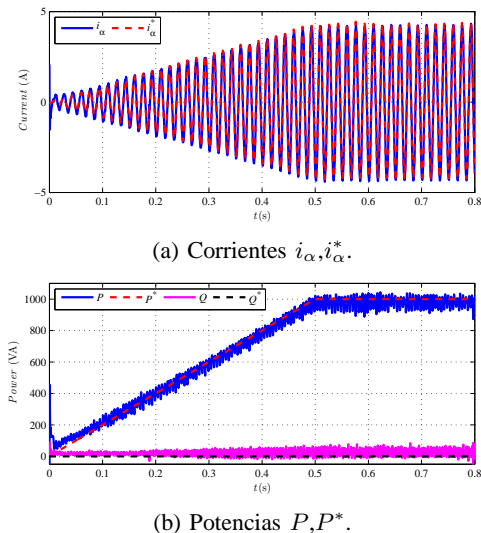 i_α i_α^*
Current (A)
5
0
−5
0 0.1 0.2 0.3 0.4 0.5 0.6 0.7 0.8
t(s)
(a) Corrientes i_α,i_α^*.
P P^* Q Q^*
Power (VA)
1000
800
600
400
200
0
0 0.1 0.2 0.3 0.4 0.5 0.6 0.7 0.8
t(s)
(b) Potencias P,P^*.